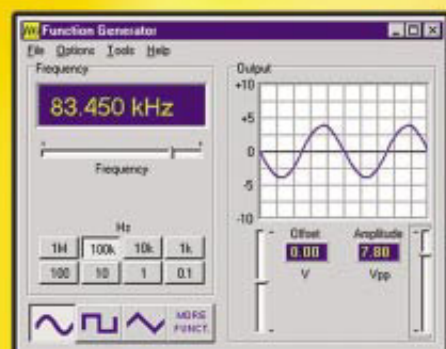 Function Generator
File Options Tools Help
Frequency
83.450 kHz
Frequency
Hz
1M 100k 10k 1k
100 10 1 0.1
MORE
FUNCT.
Output
+10
+5
0
-5
-10
Offset Amplitude
0.00 7.80
V Vpp